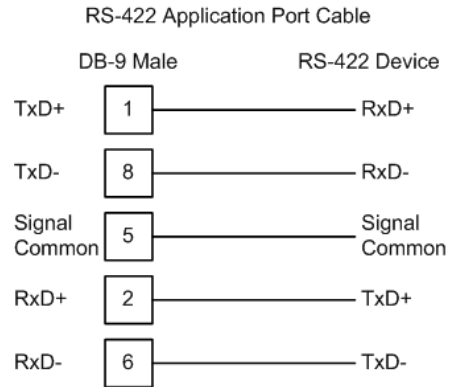 RS-422 Application Port Cable
DB-9 Male RS-422 Device
TxD+ 1 RxD+
TxD- 8 RxD-
Signal Common 5 Signal Common
RxD+ 2 TxD+
RxD- 6 TxD-